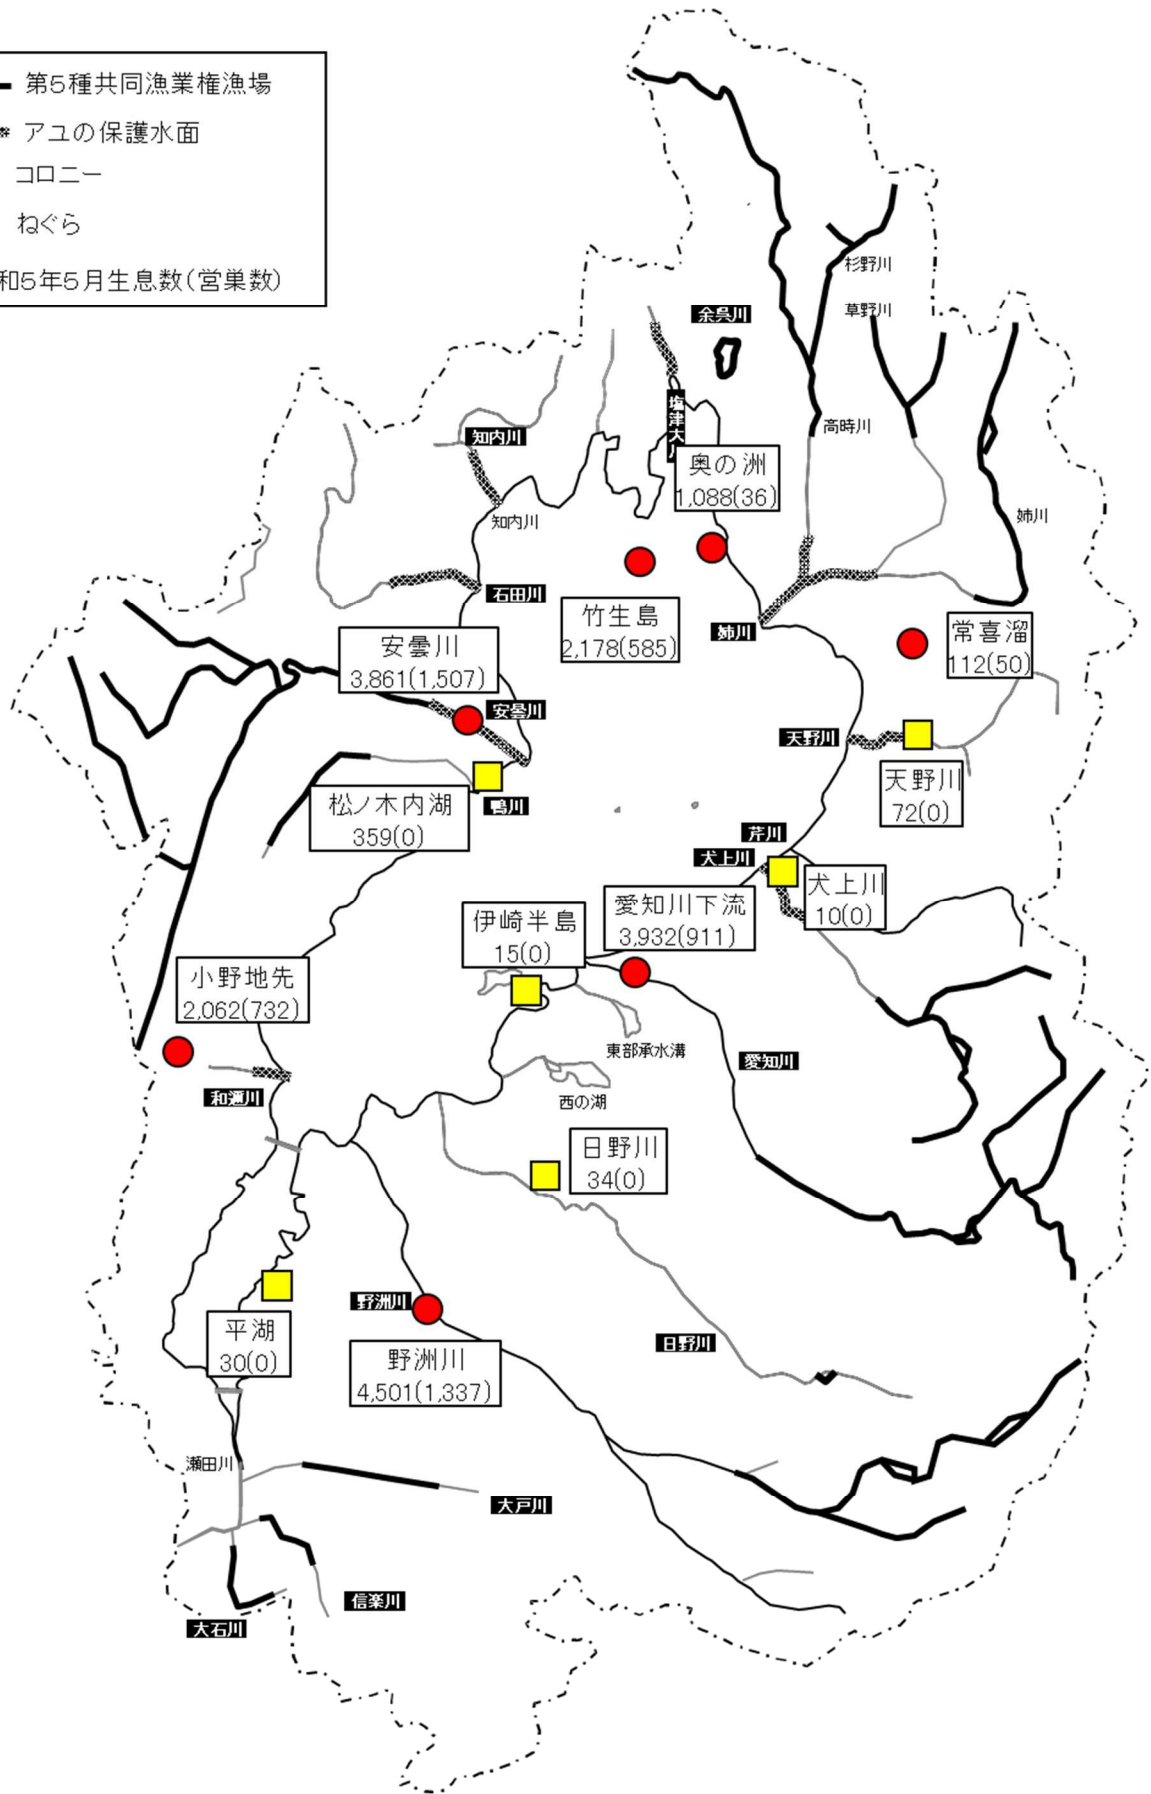 第5種共同漁業権漁場
アユの保護水面
コロニー
ねぐら
和5年5月生息数(営巣数)
杉野川
余呉川
草野川
塩津大川
高時川
知内川
奥の洲
1,088(36)
知内川
姉川
石田川
竹生島
2,178(585)
姉川
常喜溜
112(50)
安曇川
3,861(1,507)
安曇川
天野川
天野川
72(0)
松ノ木内湖
359(0)
鴨川
芹川
犬上川
犬上川
10(0)
愛知川下流
3,932(911)
伊崎半島
15(0)
小野地先
2,062(732)
東部承水溝
愛知川
和邇川
西の湖
日野川
34(0)
野洲川
平湖
30(0)
日野川
野洲川
4,501(1,337)
瀬田川
大戸川
信楽川
大石川